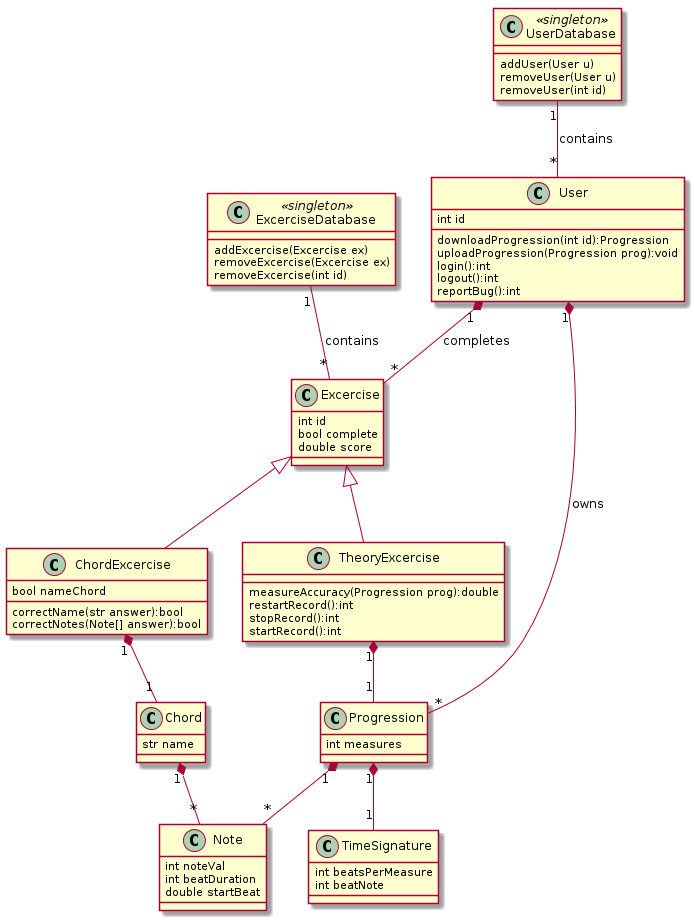 C «singleton»
UserDatabase
addUser(User u)
removeUser(User u)
removeUser(int id)
1
contains
*
C User
int id
downloadProgression(int id):Progression
uploadProgression(Progression prog):void
login():int
logout():int
reportBug():int
C «singleton»
ExcerciseDatabase
addExcercise(Excercise ex)
removeExcercise(Excercise ex)
removeExcercise(int id)
1
contains
*
1
completes
*
1
owns
*
C Excercise
int id
bool complete
double score
C ChordExcercise
bool nameChord
correctName(str answer):bool
correctNotes(Note[] answer):bool
C TheoryExcercise
measureAccuracy(Progression prog):double
restartRecord():int
stopRecord():int
startRecord():int
1
1
1
1
C Chord
str name
C Progression
int measures
1
*
1
*
1
1
C Note
int noteVal
int beatDuration
double startBeat
C TimeSignature
int beatsPerMeasure
int beatNote